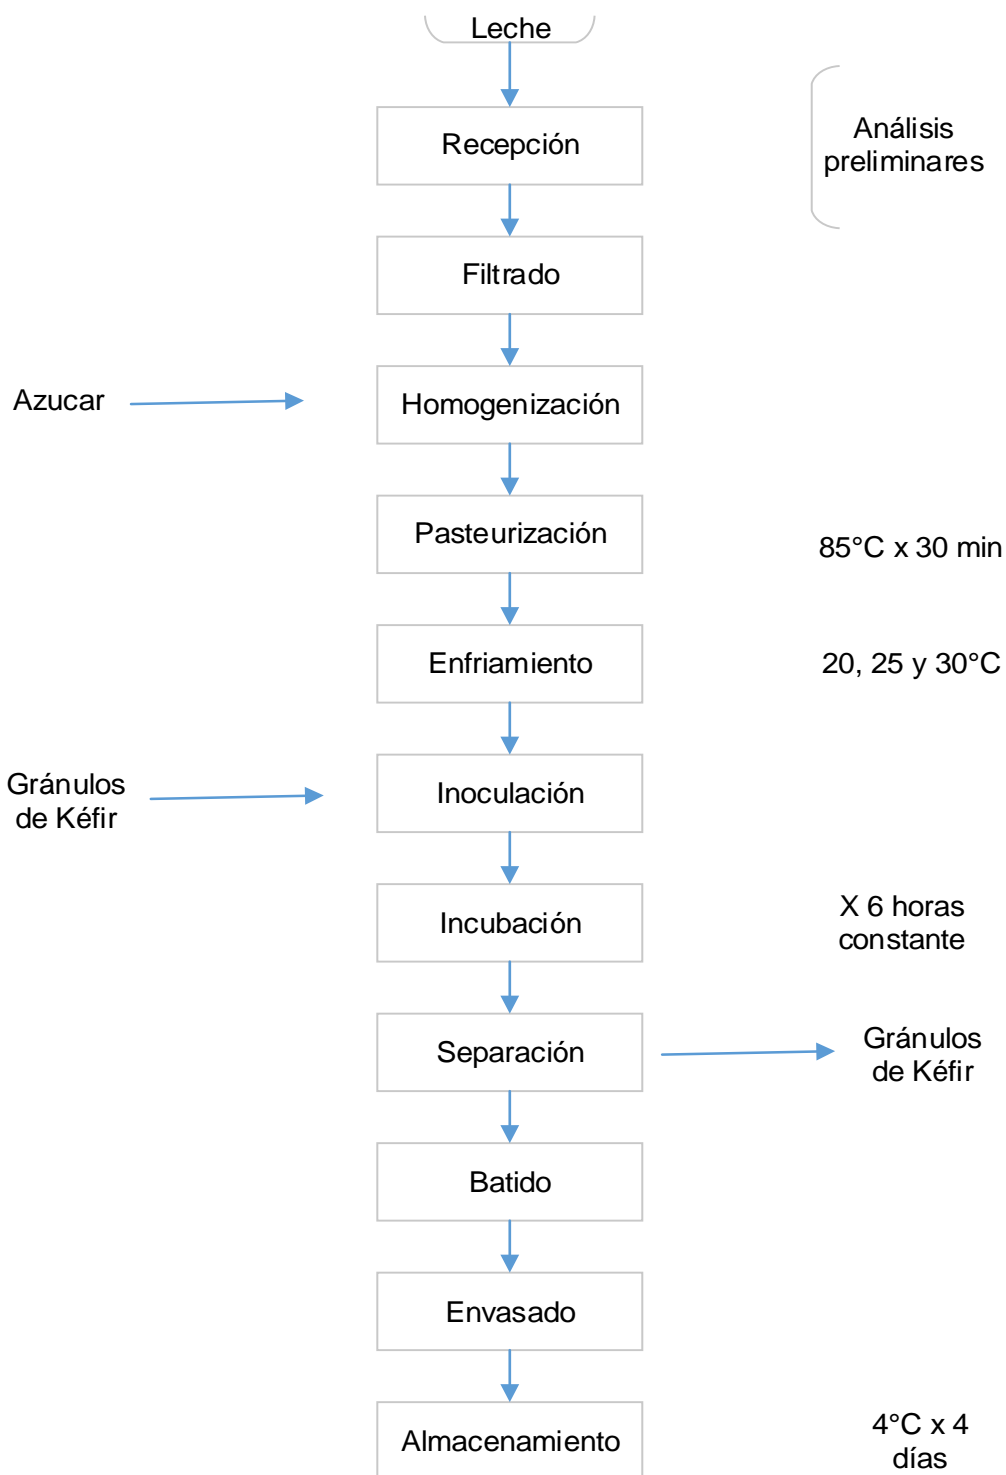 Leche
Recepción
Análisis
preliminares
Filtrado
Azucar
Homogenización
Pasteurización
85°C x 30 min
Enfriamiento
20, 25 y 30°C
Gránulos
de Kéfir
Inoculación
Incubación
X 6 horas
constante
Separación
Gránulos
de Kéfir
Batido
Envasado
Almacenamiento
4°C x 4
días